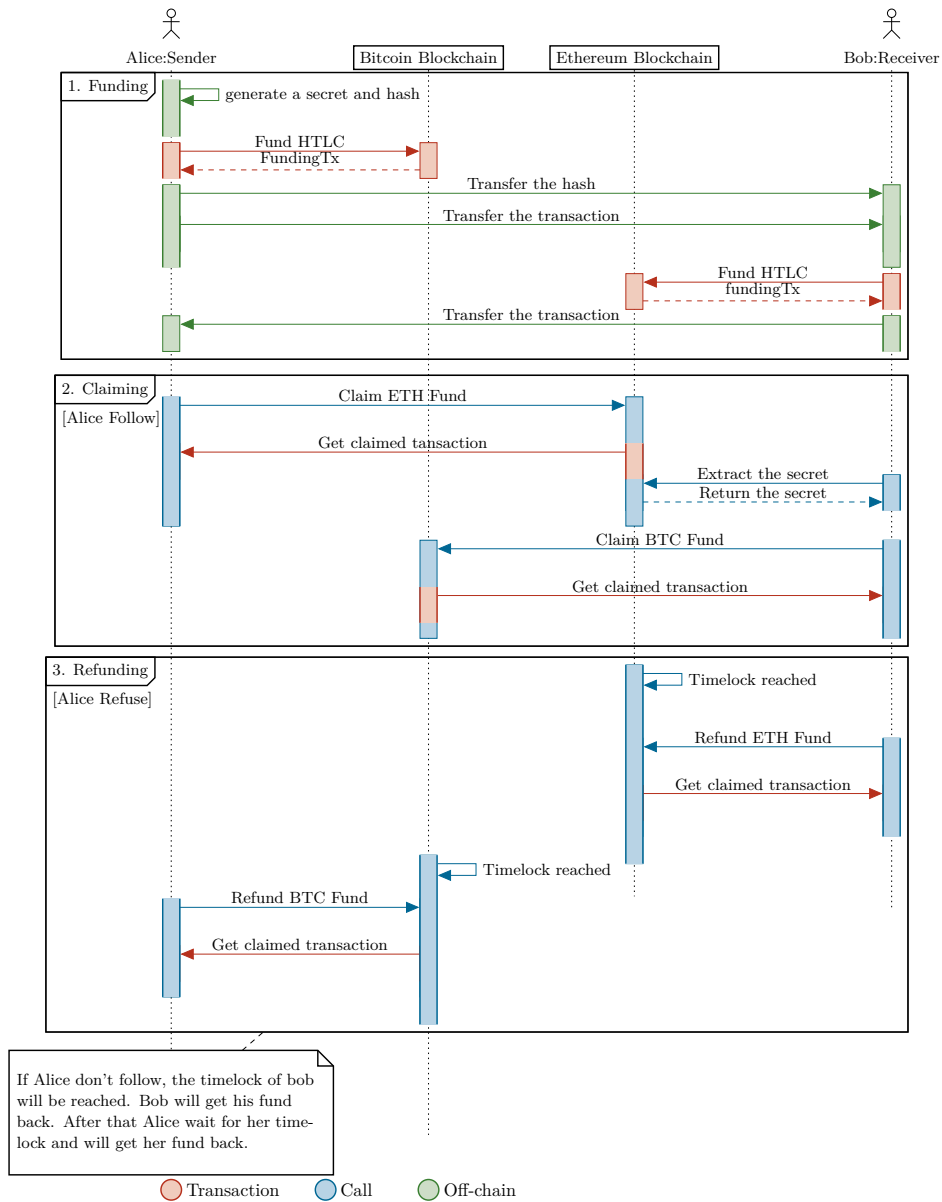 Alice:Sender
Bitcoin Blockchain
Ethereum Blockchain
Bob:Receiver
1. Funding
generate a secret and hash
Fund HTLC
FundingTx
Transfer the hash
Transfer the transaction
Fund HTLC
fundingTx
Transfer the transaction
2. Claiming
[Alice Follow]
Claim ETH Fund
Get claimed tansaction
Extract the secret
Return the secret
Claim BTC Fund
Get claimed transaction
3. Refunding
[Alice Refuse]
Timelock reached
Refund ETH Fund
Get claimed transaction
Timelock reached
Refund BTC Fund
Get claimed transaction
If Alice don't follow, the timelock of bob
will be reached. Bob will get his fund
back. After that Alice wait for her time-
lock and will get her fund back.
Transaction
Call
Off-chain